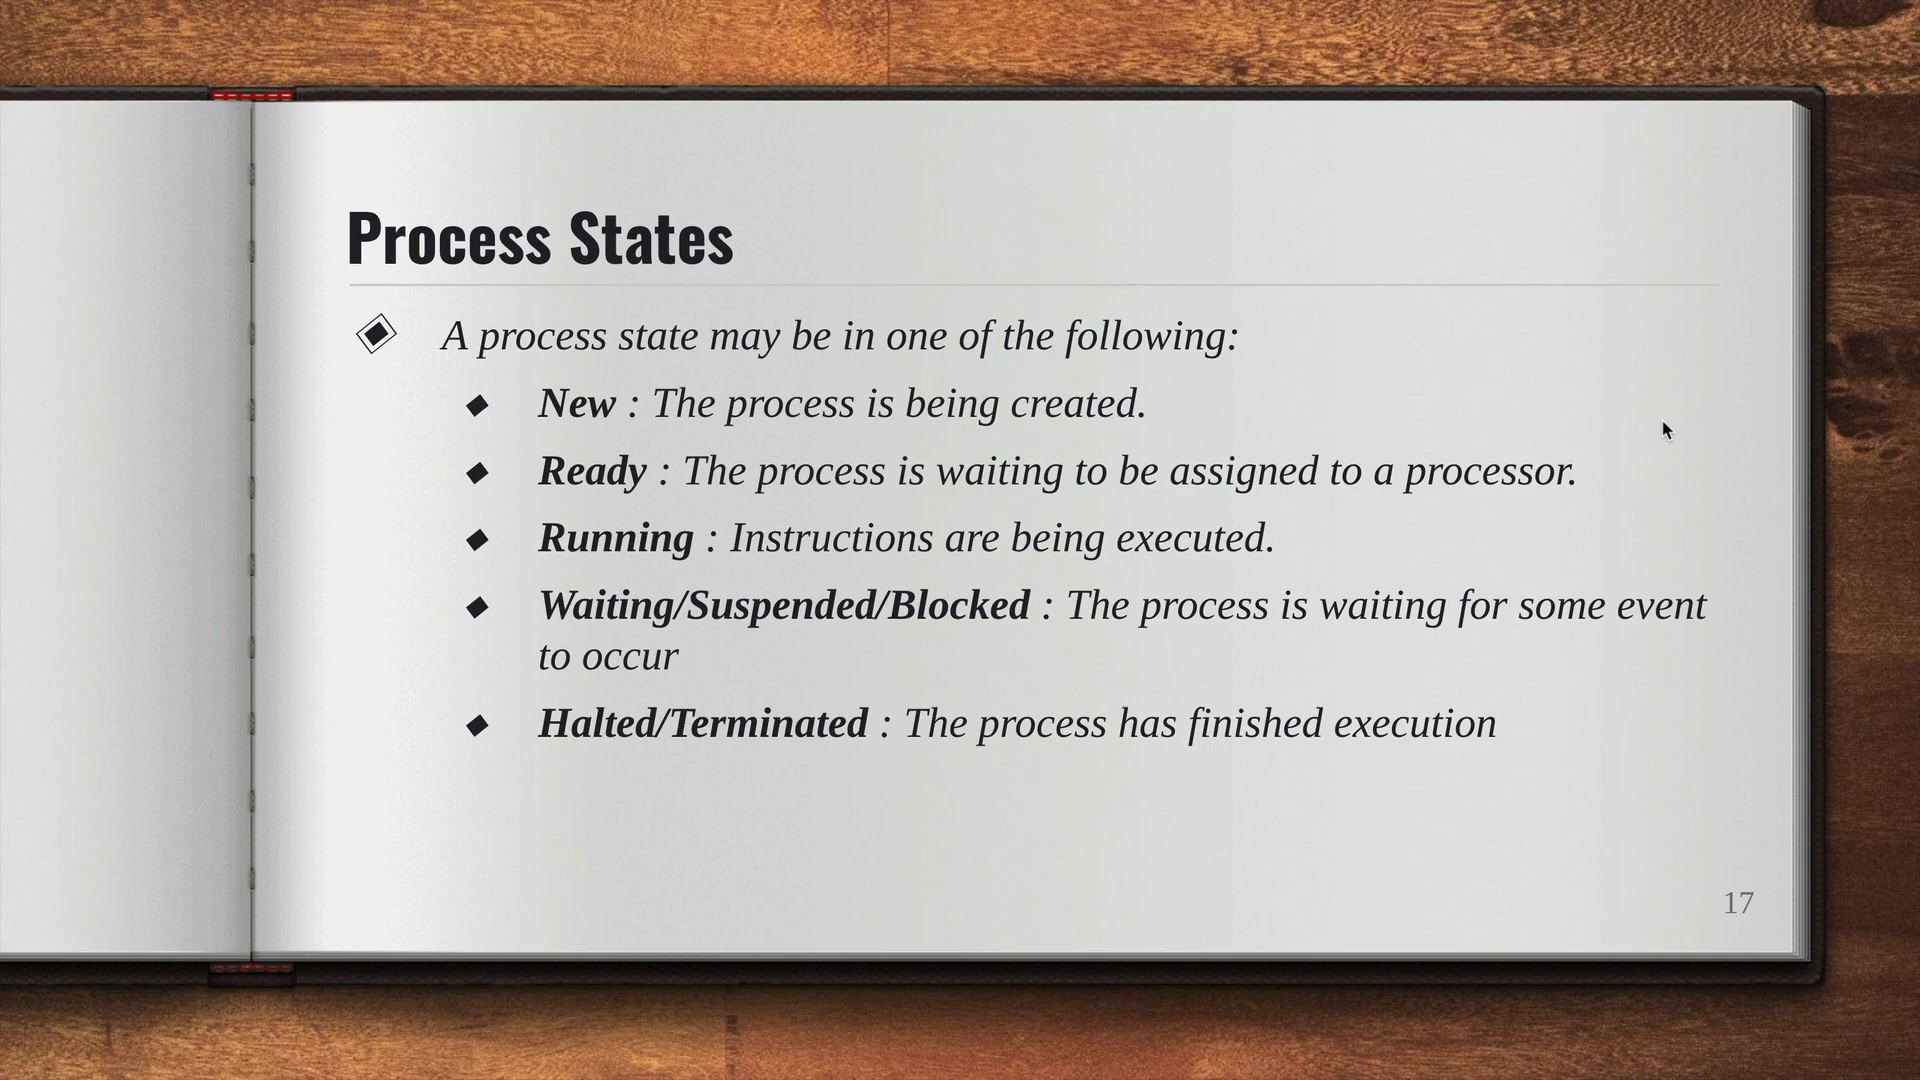 Process States
A process state may be in one of the following:
New : The process is being created.
Ready : The process is waiting to be assigned to a processor.
Running : Instructions are being executed.
Waiting/Suspended/Blocked : The process is waiting for some event
to occur
Halted/Terminated : The process has finished execution
17